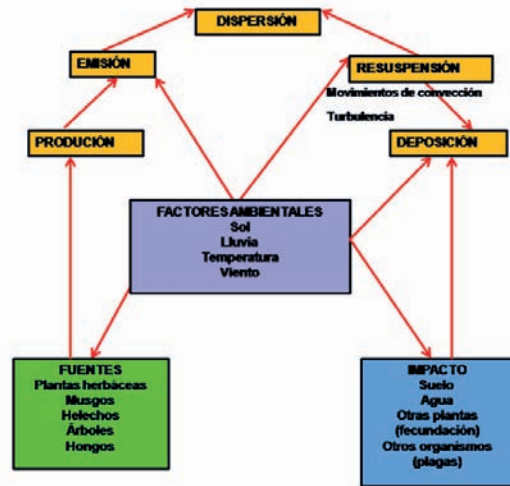 DISPERSIÓN
EMISIÓN
RESUSPENSIÓN
Movimientos de convección
Turbulencia
PRODUCIÓN
DEPOSICIÓN
FACTORES AMBIENTALES
Sol
Lluvia
Temperatura
Viento
FUENTES
Plantas herbáceas
Musgos
Helechos
Árboles
Hongos
IMPACTO
Suelo
Agua
Otras plantas
(fecundación)
Otros organismos
(plagas)